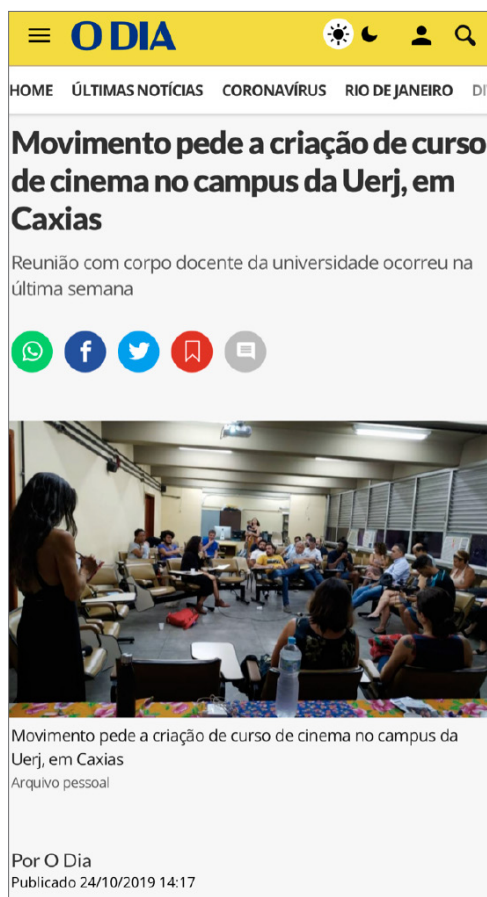 O DIA
HOME ÚLTIMAS NOTÍCIAS CORONAVÍRUS RIO DE JANEIRO DI
Movimento pede a criação de curso
de cinema no campus da Uerj, em
Caxias
Reunião com corpo docente da universidade ocorreu na
última semana
Movimento pede a criação de curso de cinema no campus da
Uerj, em Caxias
Arquivo pessoal
Por O Dia
Publicado 24/10/2019 14:17